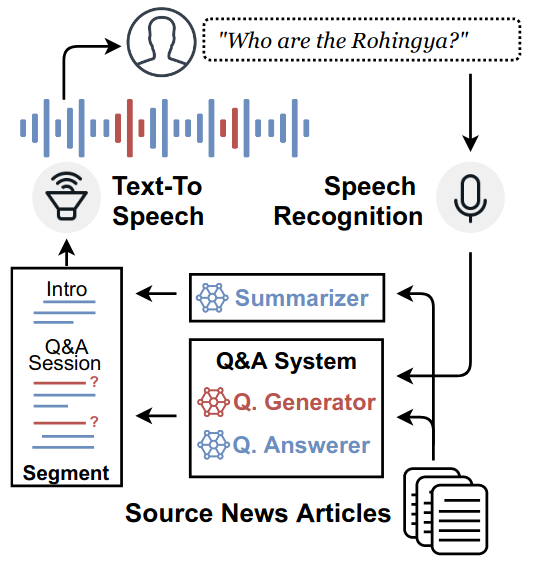 "Who are the Rohingya?"
Text-To
Speech
Speech
Recognition
Intro
Q&A
Session
?
?
Segment
Summarizer
Q&A System
Q. Generator
Q. Answerer
Source News Articles